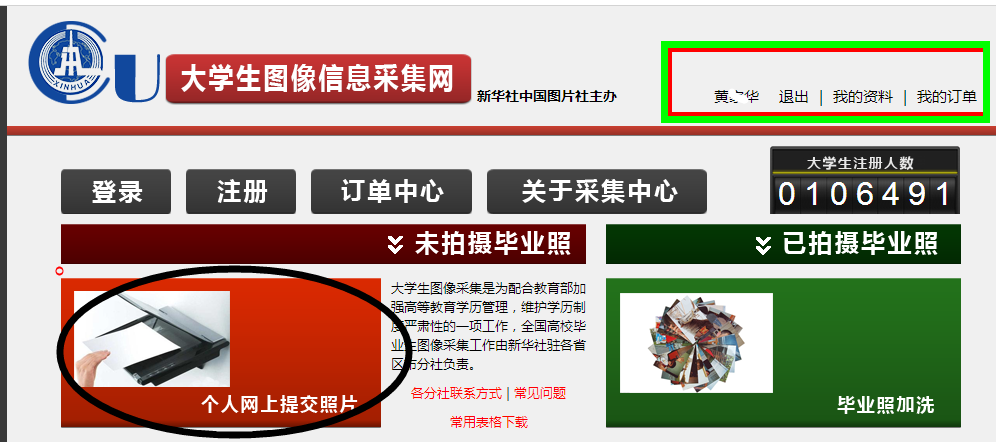 XINHUA
CU
大学生图像信息采集网
新华社中国图片社主办
黄 华 退出 | 我的资料 | 我的订单
登录
注册
订单中心
关于采集中心
大学生注册人数
0106491
未拍摄毕业照
已拍摄毕业照
大学生图像采集是为配合教育部加
强高等教育学历管理，维护学历制
度严肃性的一项工作，全国高校毕
业生图像采集工作由新华社驻各省
区市分社负责。
个人网上提交照片
各分社联系方式 | 常见问题
常用表格下载
毕业照加洗